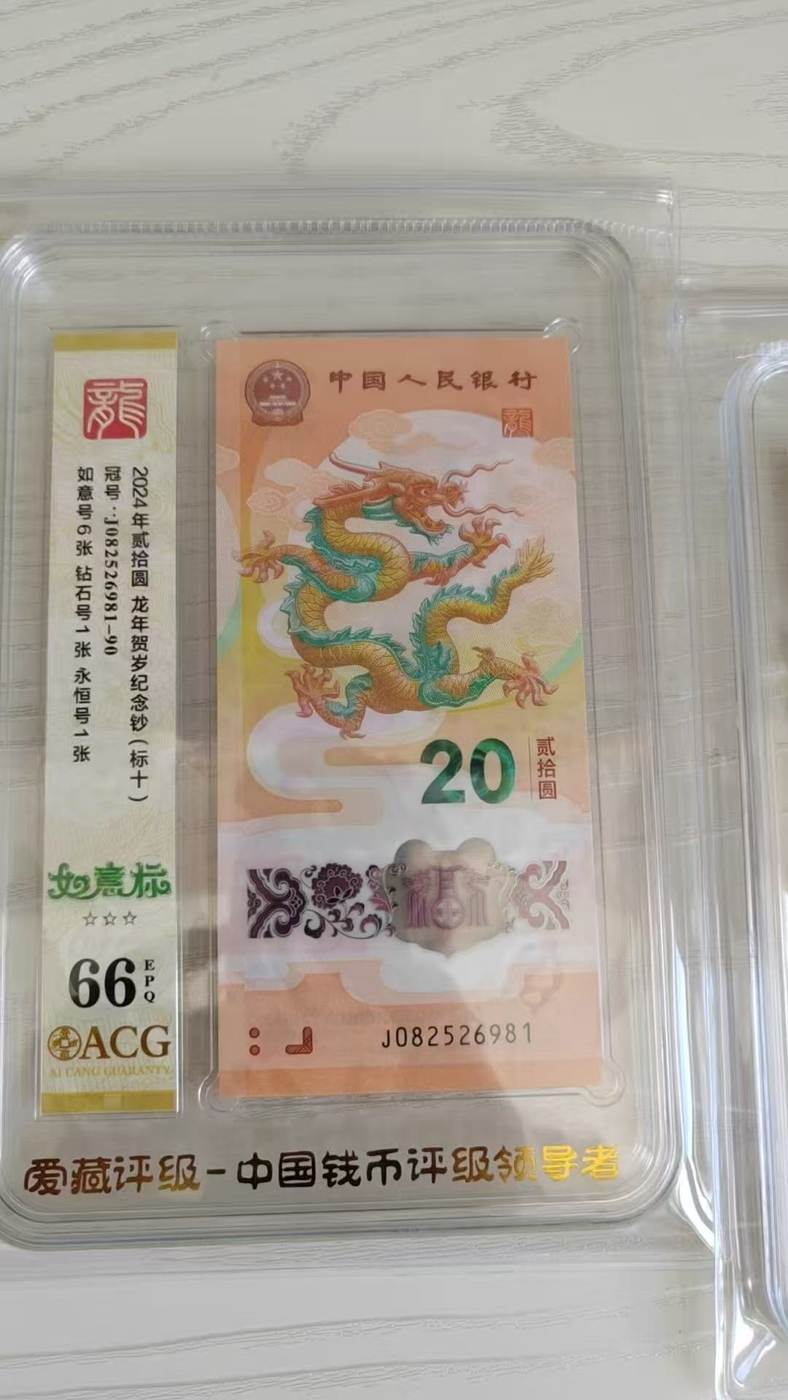 龍
2024年贰拾圆 龙年贺岁纪念钞(标十)
冠号:J082526981-90
如意号6张 钻石号1张 永恒号1张
如意标
☆☆☆
66 EPQ
ACG
AI CANG GUARANTY
中国人民银行
龍
20
贰拾圆
福
J082526981
爱藏评级-中国钱币评级领导者